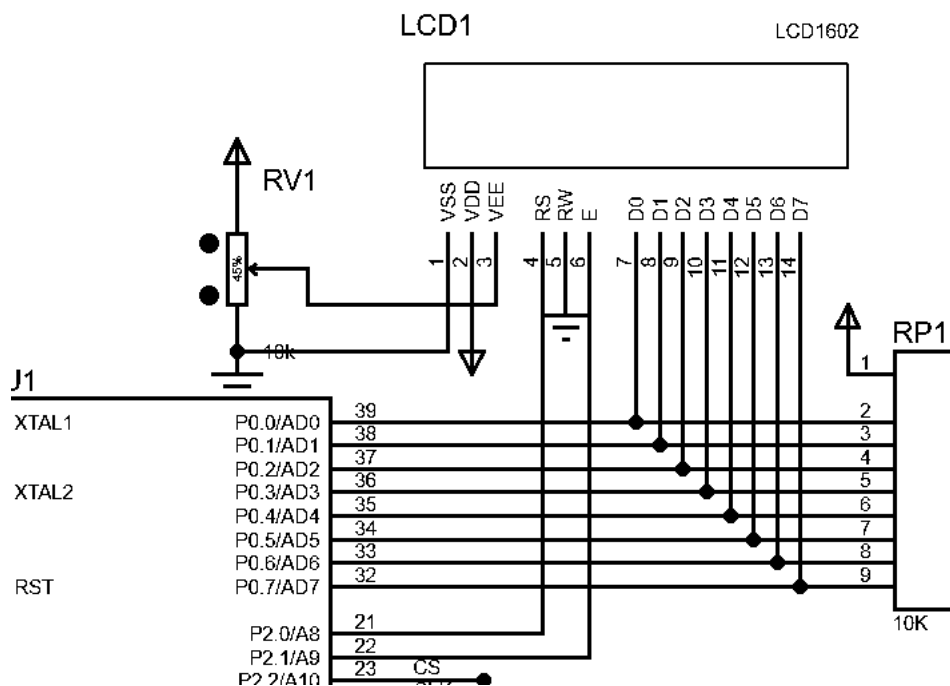 LCD1
LCD1602
RV1
VSS
VDD
VEE
RS
RW
E
D0
D1
D2
D3
D4
D5
D6
D7
45%
1
2
3
4
5
6
7
8
9
10
11
12
13
14
10k
RP1
1
J1
XTAL1 P0.0/AD0 39 2
P0.1/AD1 38 3
P0.2/AD2 37 4
XTAL2 P0.3/AD3 36 5
P0.4/AD4 35 6
P0.5/AD5 34 7
P0.6/AD6 33 8
RST P0.7/AD7 32 9
10K
P2.0/A8 21
P2.1/A9 22
P2.2/A10 23 CS